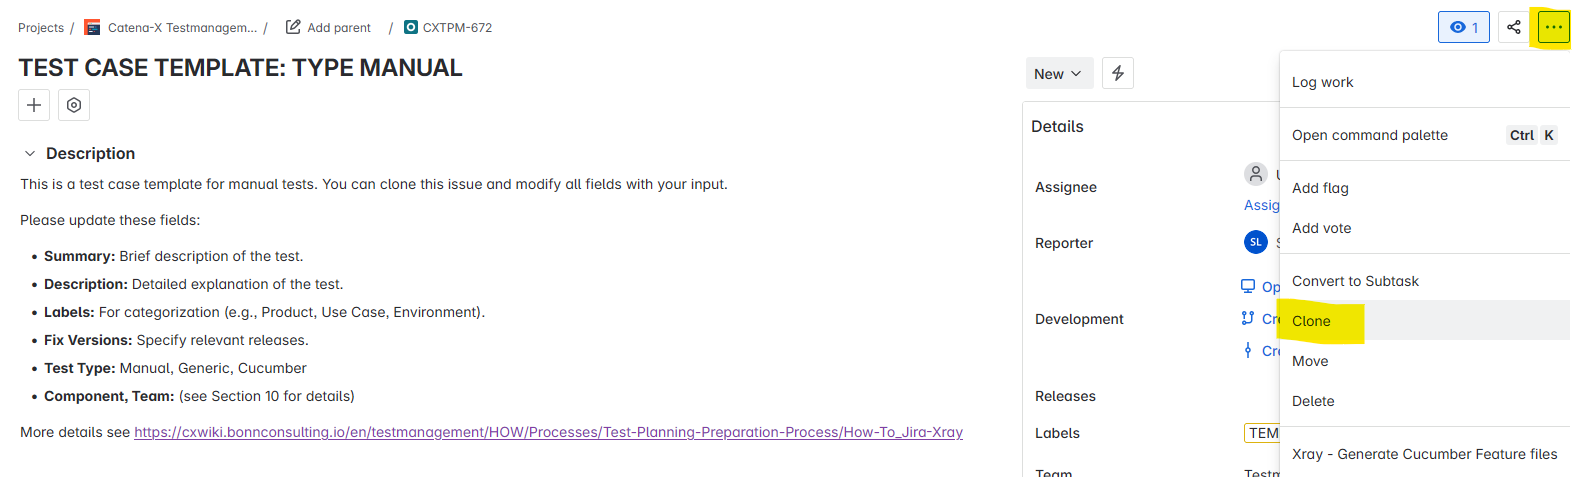 Projects / Catena-X Testmanagem... / Add parent / CXTPM-672
1
TEST CASE TEMPLATE: TYPE MANUAL
Description
This is a test case template for manual tests. You can clone this issue and modify all fields with your input.
Please update these fields:
• Summary: Brief description of the test.
• Description: Detailed explanation of the test.
• Labels: For categorization (e.g., Product, Use Case, Environment).
• Fix Versions: Specify relevant releases.
• Test Type: Manual, Generic, Cucumber
• Component, Team: (see Section 10 for details)
More details see https://cxwiki.bonnconsulting.io/en/testmanagement/HOW/Processes/Test-Planning-Preparation-Process/How-To_Jira-Xray
New
Details
Assignee
Assig
Reporter
SL
Development
Op
Cre
Cre
Releases
Labels
TEM
Team
Testm
Log work
Open command palette Ctrl K
Add flag
Add vote
Convert to Subtask
Clone
Move
Delete
Xray - Generate Cucumber Feature files